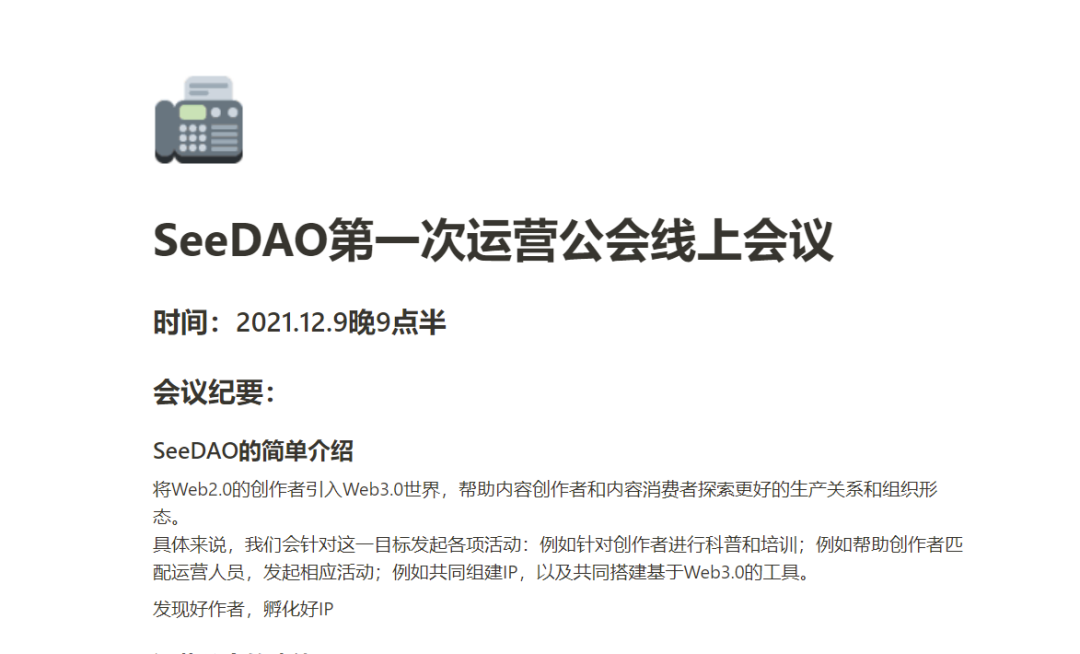 SeeDAO第一次运营公会线上会议
时间：2021.12.9晚9点半
会议纪要：
SeeDAO的简单介绍
将Web2.0的创作者引入Web3.0世界，帮助内容创作者和内容消费者探索更好的生产关系和组织形
态。
具体来说，我们会针对这一目标发起各项活动：例如针对创作者进行科普和培训；例如帮助创作者匹
配运营人员，发起相应活动；例如共同组建IP，以及共同搭建基于Web3.0的工具。
发现好作者，孵化好IP